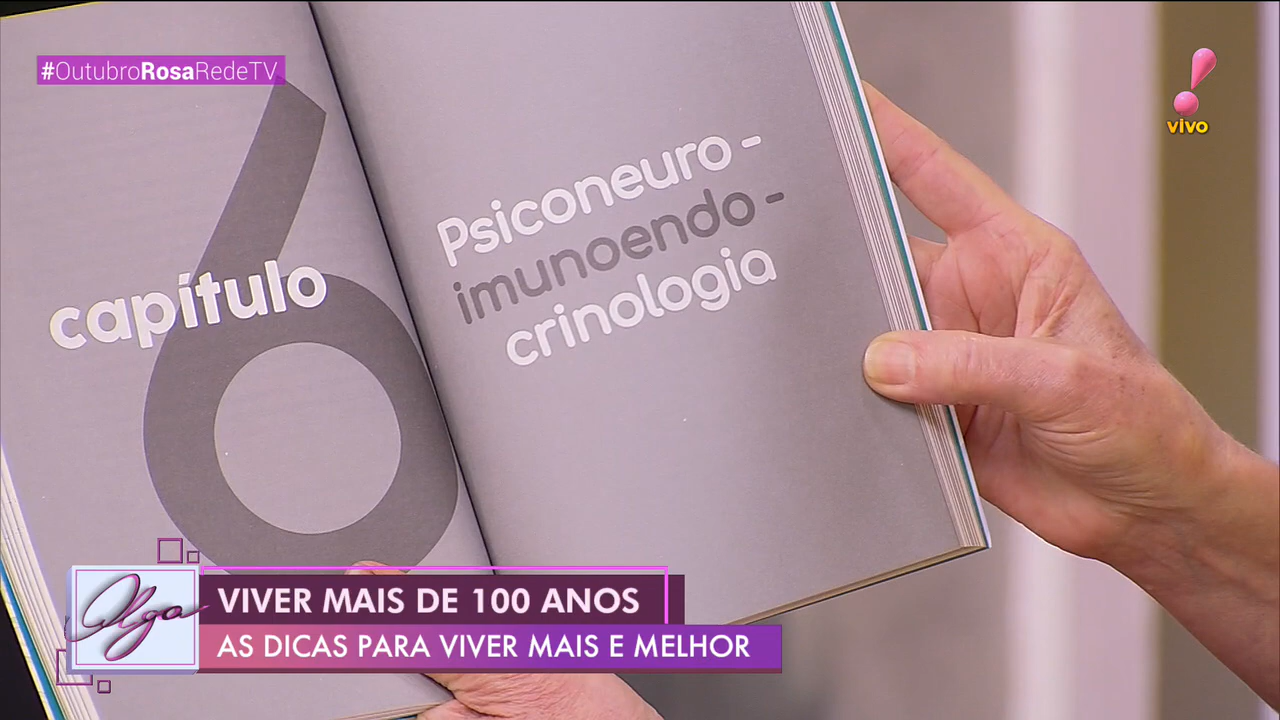 #OutubroRosaRedeTV
vivo
capítulo
6
Psiconeuro-
imunoendo-
crinologia
Olga
VIVER MAIS DE 100 ANOS
AS DICAS PARA VIVER MAIS E MELHOR